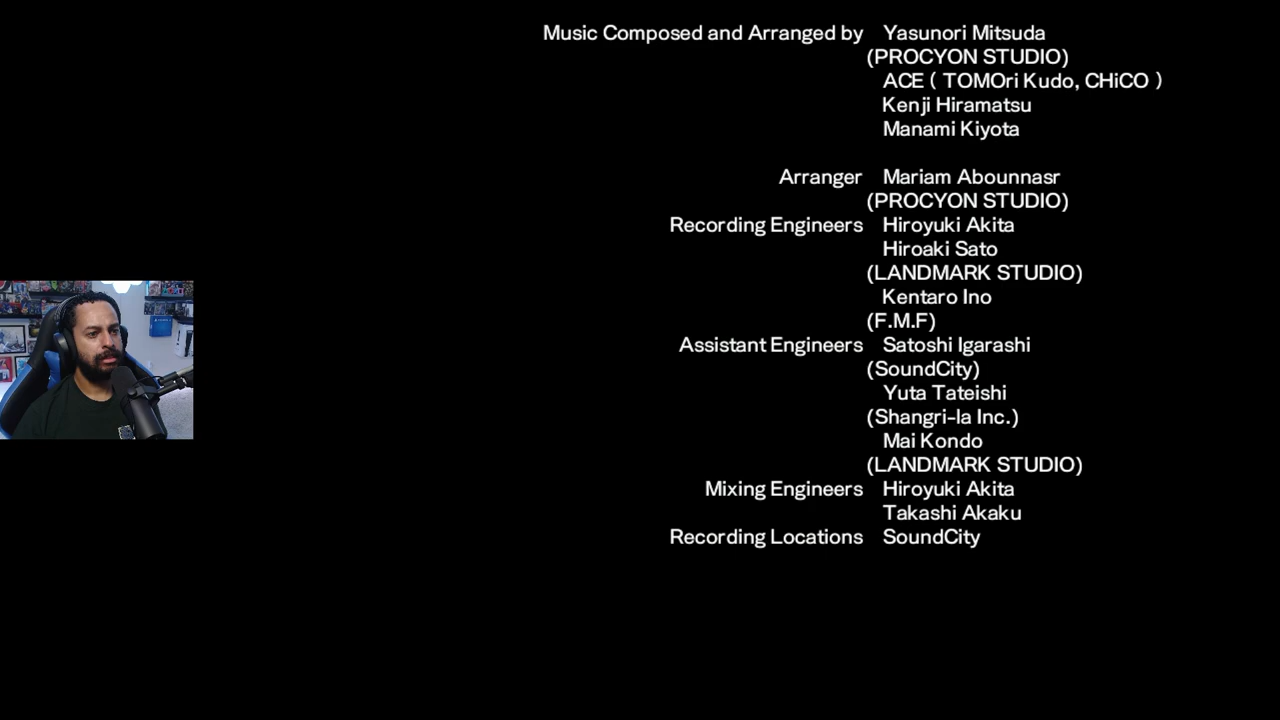 Music Composed and Arranged by Yasunori Mitsuda
(PROCYON STUDIO)
ACE ( TOMOri Kudo, CHiCO )
Kenji Hiramatsu
Manami Kiyota
Arranger Mariam Abounnasr
(PROCYON STUDIO)
Recording Engineers Hiroyuki Akita
Hiroaki Sato
(LANDMARK STUDIO)
Kentaro Ino
(F.M.F)
Assistant Engineers Satoshi Igarashi
(SoundCity)
Yuta Tateishi
(Shangri-la Inc.)
Mai Kondo
(LANDMARK STUDIO)
Mixing Engineers Hiroyuki Akita
Takashi Akaku
Recording Locations SoundCity